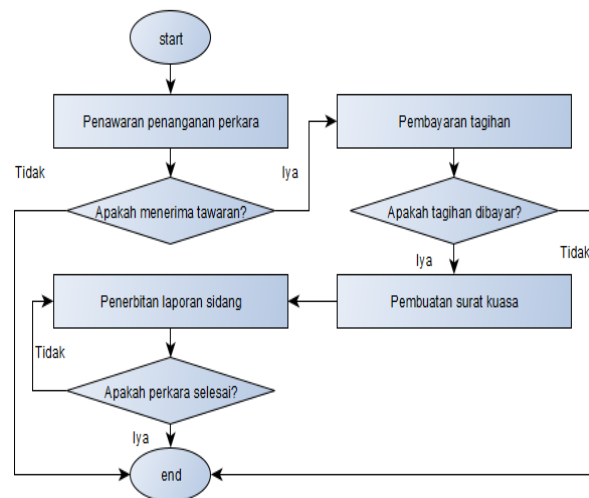 start
Penawaran penanganan perkara
Pembayaran tagihan
Tidak
Iya
Apakah menerima tawaran?
Apakah tagihan dibayar?
Iya
Tidak
Penerbitan laporan sidang
Pembuatan surat kuasa
Tidak
Apakah perkara selesai?
Iya
end